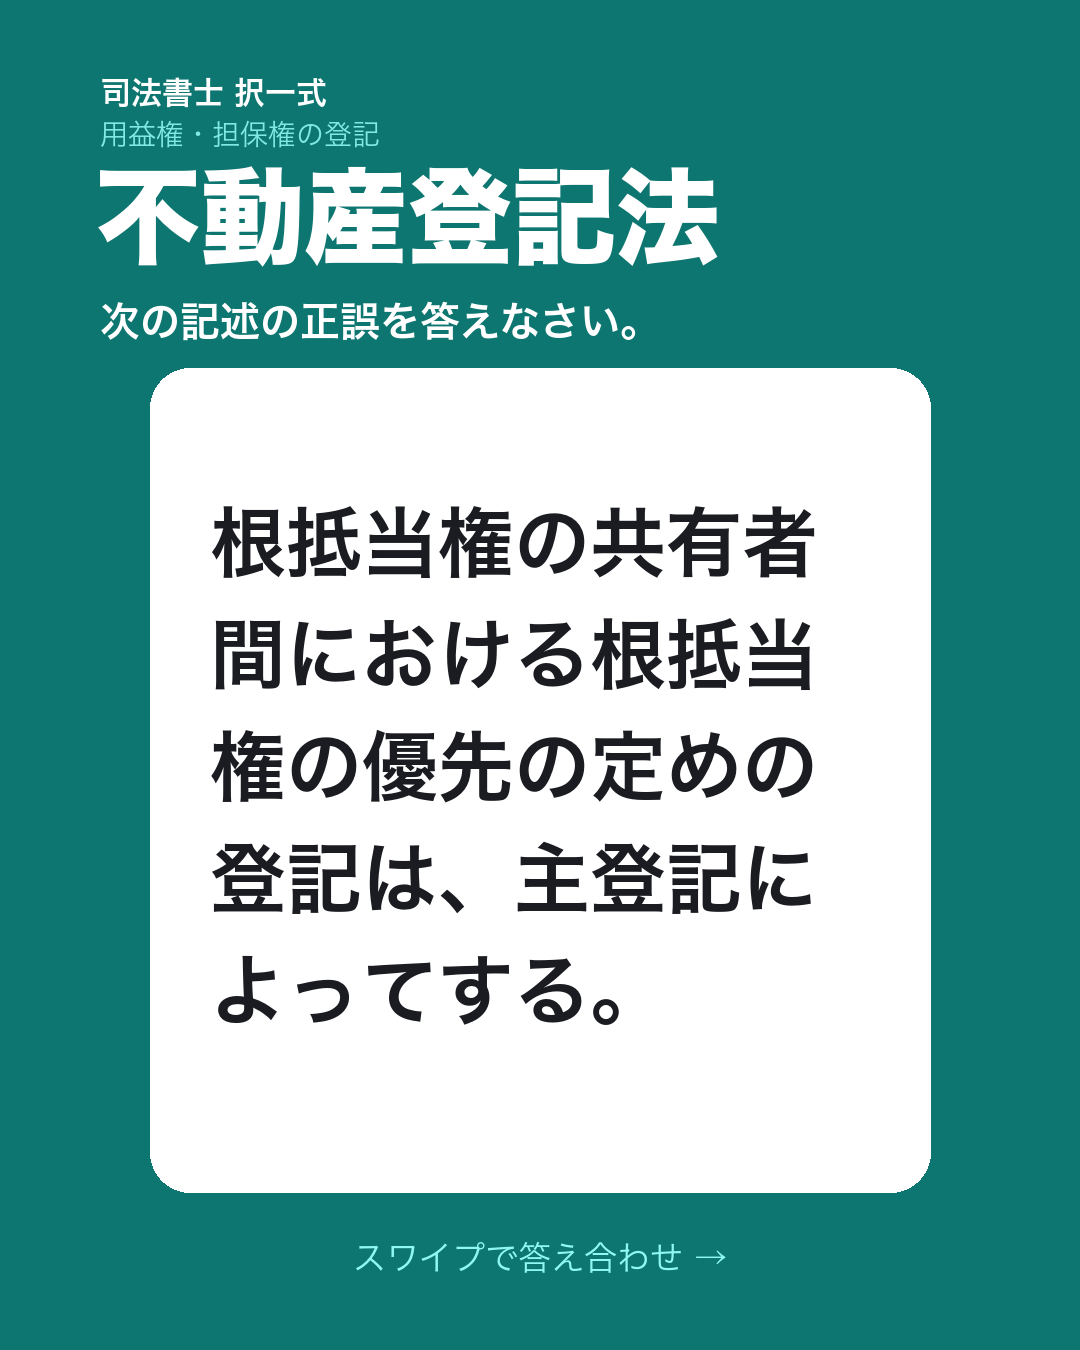 司法書士 択一式
用益権・担保権の登記
不動産登記法
次の記述の正誤を答えなさい。
根抵当権の共有者
間における根抵当
権の優先の定めの
登記は、主登記に
よってする。
スワイプで答え合わせ →